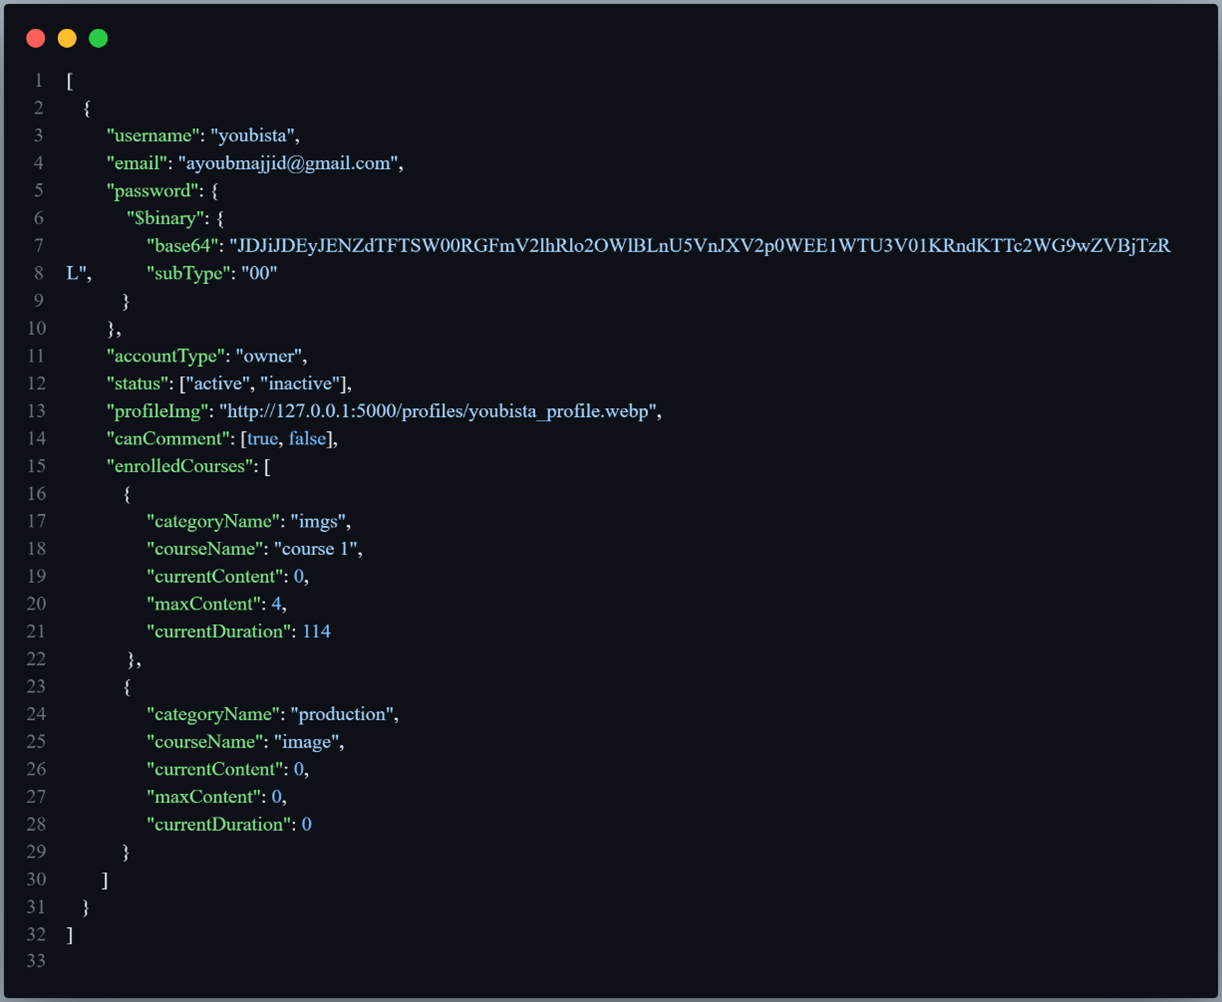 1 [
2 {
3 "username": "youbista",
4 "email": "ayoubmajjid@gmail.com",
5 "password": {
6 "$binary": {
7 "base64": "JDJiJDEyJENZdTFTSW00RGFmV2lhRlo2OWlBLnU5VnJXV2p0WEE1WTU3V01KRndKTTc2WG9wZVBjTzR
8 L", "subType": "00"
9 }
10 },
11 "accountType": "owner",
12 "status": ["active", "inactive"],
13 "profileImg": "http://127.0.0.1:5000/profiles/youbista_profile.webp",
14 "canComment": [true, false],
15 "enrolledCourses": [
16 {
17 "categoryName": "imgs",
18 "courseName": "course 1",
19 "currentContent": 0,
20 "maxContent": 4,
21 "currentDuration": 114
22 },
23 {
24 "categoryName": "production",
25 "courseName": "image",
26 "currentContent": 0,
27 "maxContent": 0,
28 "currentDuration": 0
29 }
30 ]
31 }
32 ]
33